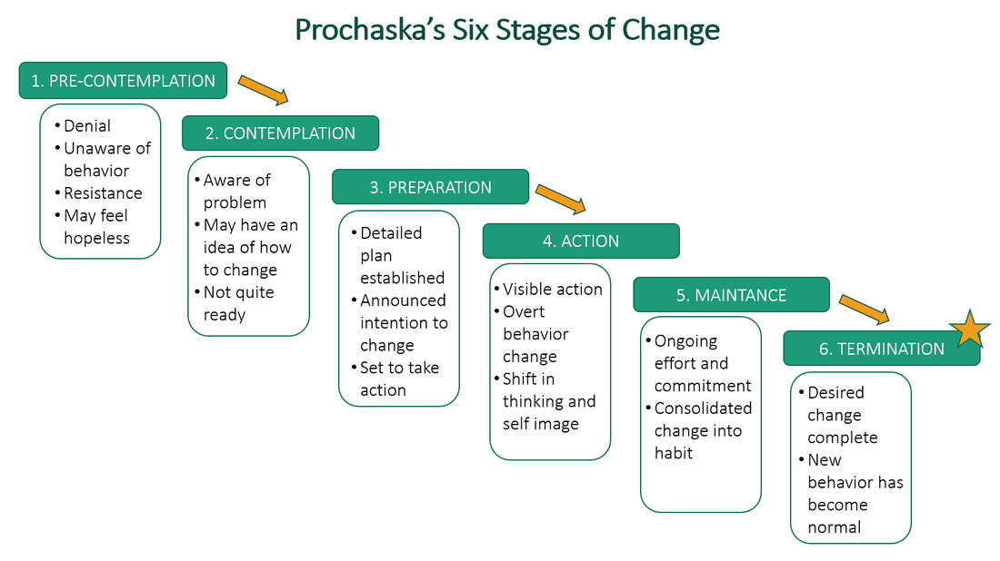 Prochaska’s Six Stages of Change
1. PRE-CONTEMPLATION
• Denial
• Unaware of
behavior
• Resistance
• May feel
hopeless
2. CONTEMPLATION
• Aware of
problem
• May have an
idea of how
to change
• Not quite
ready
3. PREPARATION
• Detailed
plan
established
• Announced
intention to
change
• Set to take
action
4. ACTION
• Visible action
• Overt
behavior
change
• Shift in
thinking and
self image
5. MAINTANCE
• Ongoing
effort and
commitment
• Consolidated
change into
habit
6. TERMINATION
• Desired
change
complete
• New
behavior has
become
normal